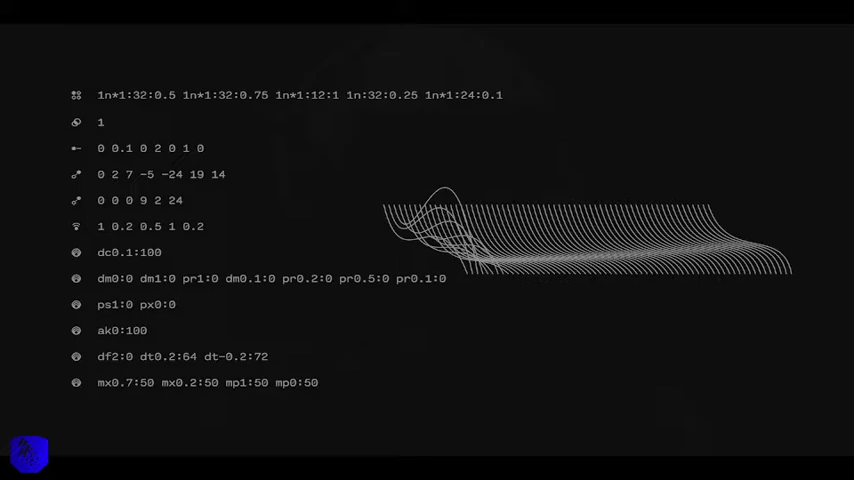 1n*1:32:0.5 1n*1:32:0.75 1n*1:12:1 1n:32:0.25 1n*1:24:0.1
1
0 0.1 0 2 0 1 0
0 2 7 -5 -24 19 14
0 0 0 9 2 24
1 0.2 0.5 1 0.2
dc0.1:100
dm0:0 dm1:0 pr1:0 dm0.1:0 pr0.2:0 pr0.5:0 pr0.1:0
ps1:0 px0:0
ak0:100
df2:0 dt0.2:64 dt-0.2:72
mx0.7:50 mx0.2:50 mp1:50 mp0:50